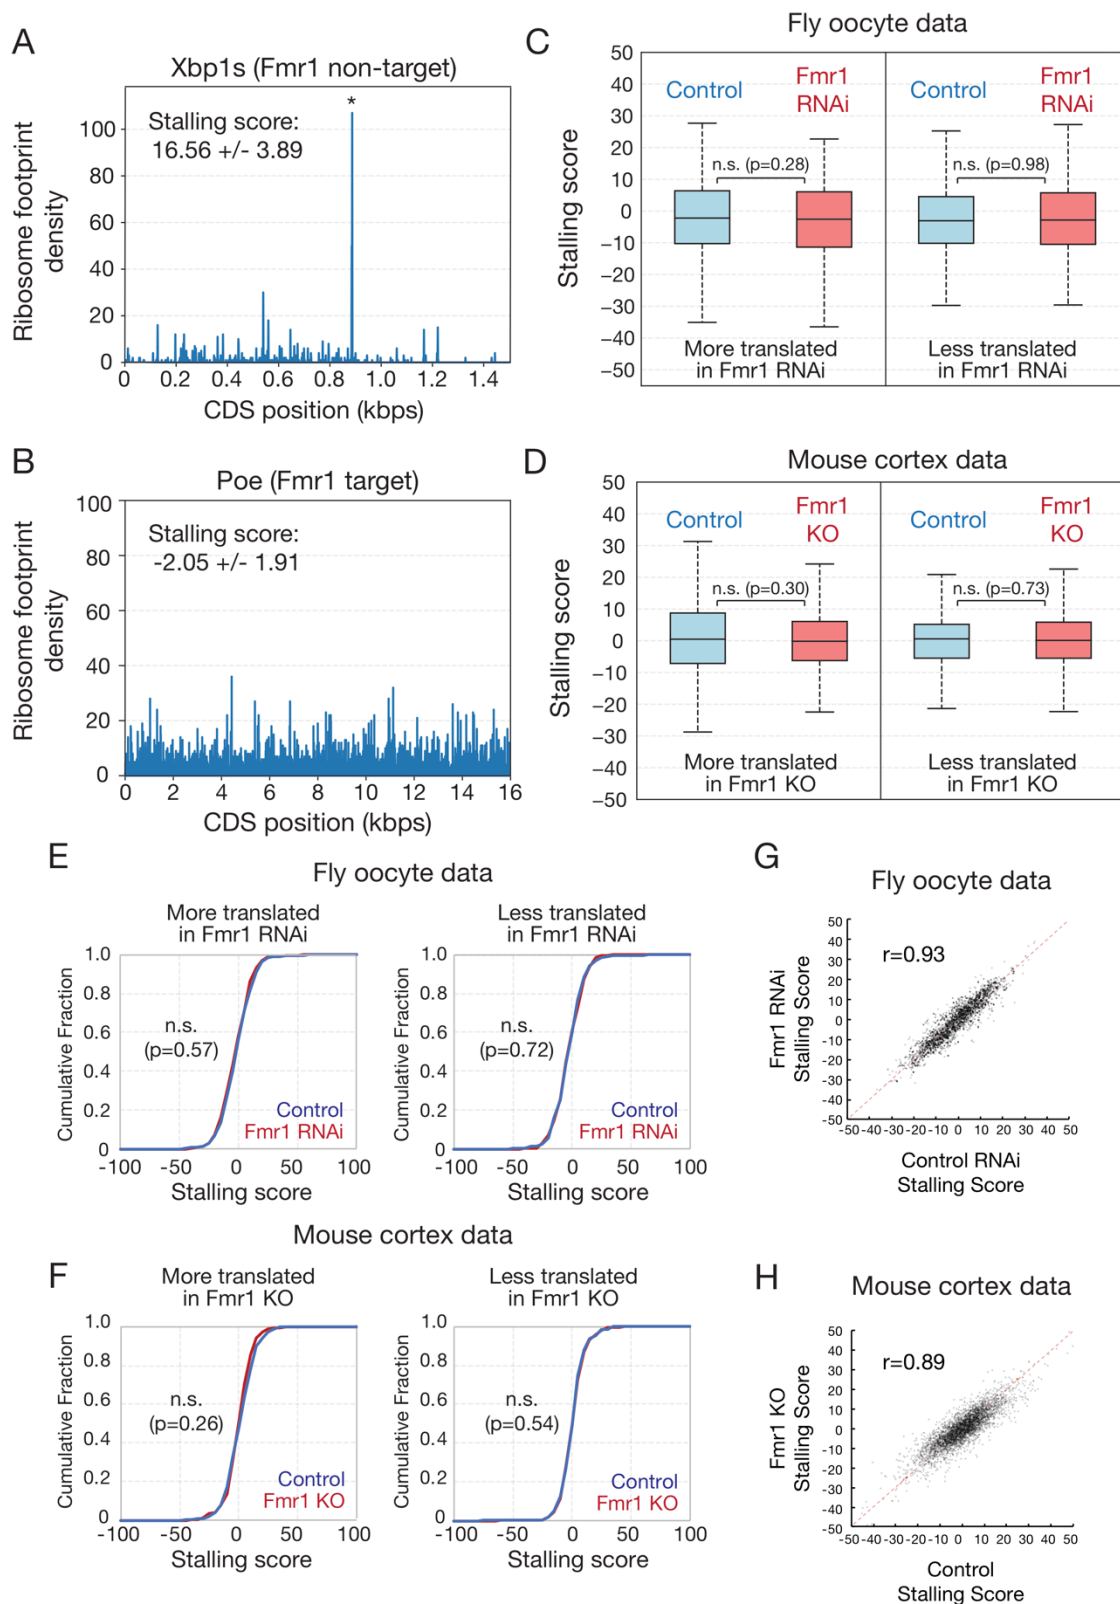 A
Xbp1s (Fmr1 non-target)
*
Stalling score:
16.56 +/- 3.89
Ribosome footprint
density
100
80
60
40
20
0
0 0.2 0.4 0.6 0.8 1.0 1.2 1.4
CDS position (kbps)
B
Poe (Fmr1 target)
Stalling score:
-2.05 +/- 1.91
Ribosome footprint
density
100
80
60
40
20
0
0 2 4 6 8 10 12 14 16
CDS position (kbps)
C
Fly oocyte data
Stalling score
50
40
30
20
10
0
−10
−20
−30
−40
−50
Control
Fmr1
RNAi
n.s. (p=0.28)
More translated
in Fmr1 RNAi
Control
Fmr1
RNAi
n.s. (p=0.98)
Less translated
in Fmr1 RNAi
D
Mouse cortex data
Stalling score
50
40
30
20
10
0
−10
−20
−30
−40
−50
Control
Fmr1
KO
n.s. (p=0.30)
More translated
in Fmr1 KO
Control
Fmr1
KO
n.s. (p=0.73)
Less translated
in Fmr1 KO
E
Fly oocyte data
More translated
in Fmr1 RNAi
Cumulative Fraction
1.0
0.8
0.6
0.4
0.2
0
n.s.
(p=0.57)
Control
Fmr1 RNAi
-100 -50 0 50 100
Stalling score
Less translated
in Fmr1 RNAi
Cumulative Fraction
1.0
0.8
0.6
0.4
0.2
0
n.s.
(p=0.72)
Control
Fmr1 RNAi
-100 -50 0 50 100
Stalling score
F
Mouse cortex data
More translated
in Fmr1 KO
Cumulative Fraction
1.0
0.8
0.6
0.4
0.2
0
n.s.
(p=0.26)
Control
Fmr1 KO
-100 -50 0 50 100
Stalling score
Less translated
in Fmr1 KO
Cumulative Fraction
1.0
0.8
0.6
0.4
0.2
0
n.s.
(p=0.54)
Control
Fmr1 KO
-100 -50 0 50 100
Stalling score
G
Fly oocyte data
r=0.93
Fmr1 RNAi
Stalling Score
50
40
30
20
10
0
-10
-20
-30
-40
-50
-50 -40 -30 -20 -10 0 10 20 30 40 50
Control RNAi
Stalling Score
H
Mouse cortex data
r=0.89
Fmr1 KO
Stalling Score
50
40
30
20
10
0
-10
-20
-30
-40
-50
-50 -40 -30 -20 -10 0 10 20 30 40 50
Control
Stalling Score